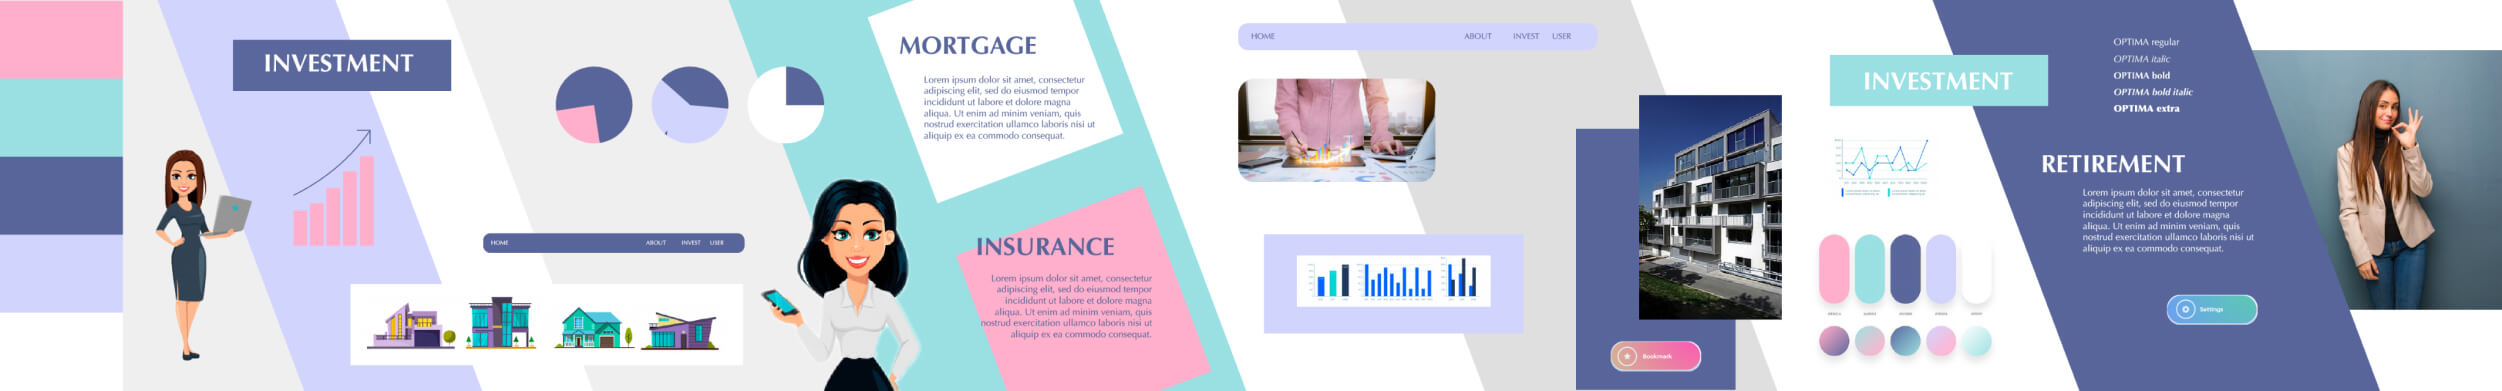 INVESTMENT
HOME ABOUT INVEST USER
MORTGAGE
Lorem ipsum dolor sit amet, consectetur
adipiscing elit, sed do eiusmod tempor
incididunt ut labore et dolore magna
aliqua. Ut enim ad minim veniam, quis
nostrud exercitation ullamco laboris nisi ut
aliquip ex ea commodo consequat.
INSURANCE
Lorem ipsum dolor sit amet, consectetur
adipiscing elit, sed do eiusmod tempor
incididunt ut labore et dolore magna
aliqua. Ut enim ad minim veniam, quis
nostrud exercitation ullamco laboris nisi ut
aliquip ex ea commodo consequat.
HOME ABOUT INVEST USER
Bookmark
INVESTMENT
OPTIMA regular
OPTIMA italic
OPTIMA bold
OPTIMA bold italic
OPTIMA extra
RETIREMENT
Lorem ipsum dolor sit amet, consectetur
adipiscing elit, sed do eiusmod tempor
incididunt ut labore et dolore magna
aliqua. Ut enim ad minim veniam, quis
nostrud exercitation ullamco laboris nisi ut
aliquip ex ea commodo consequat.
Settings